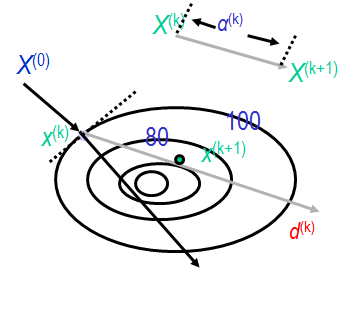 X(k) α(k)
X(0) X(k+1)
80 100
x(k) x(k+1)
d(k)